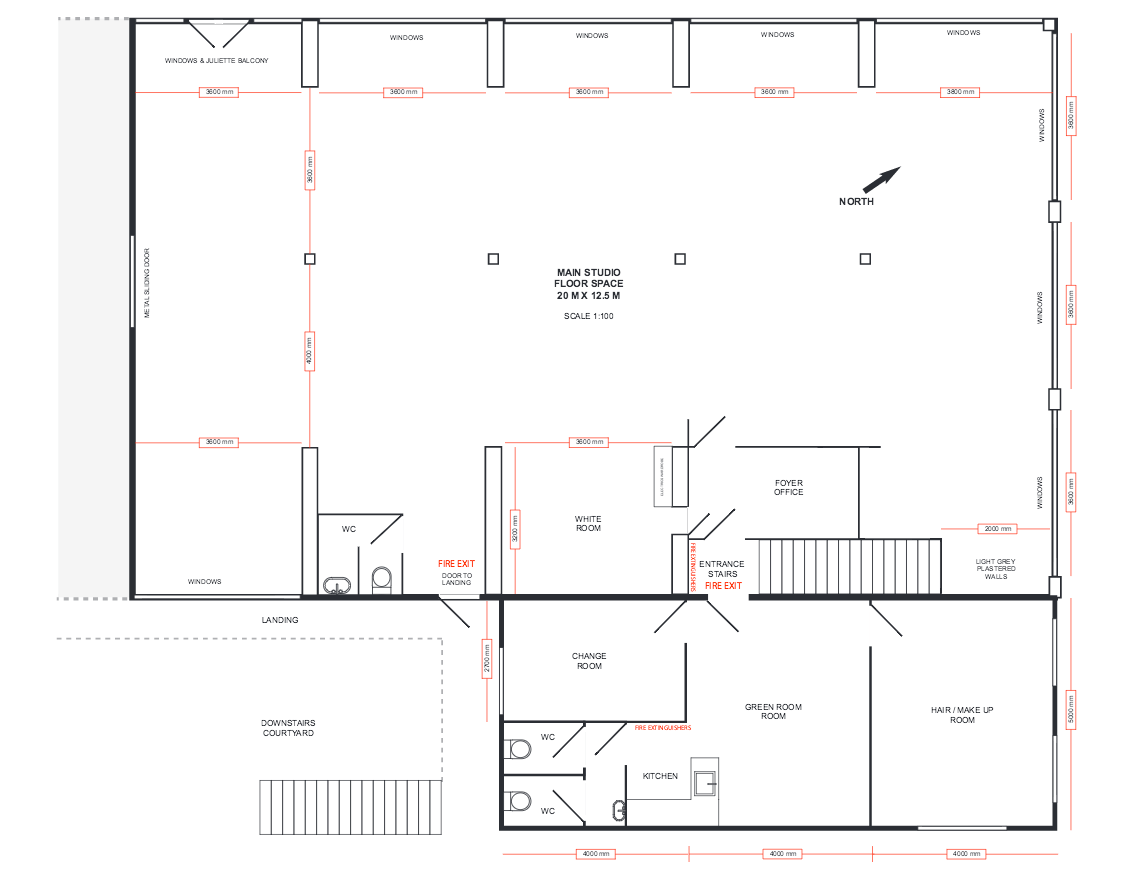 WINDOWS
WINDOWS
WINDOWS
WINDOWS
WINDOWS & JULIETTE BALCONY
3600 mm
3600 mm
3600 mm
3600 mm
3800 mm
3600 mm
WINDOWS
3600 mm
NORTH
METAL SLIDING DOOR
MAIN STUDIO
FLOOR SPACE
20 M X 12.5 M
SCALE 1:100
WINDOWS
3600 mm
4000 mm
3600 mm
3600 mm
FOYER
OFFICE
WINDOWS
3600 mm
WHITE
ROOM
3200 mm
WC
2000 mm
FIRE EXTINGUISHERS
FIRE EXIT
DOOR TO
LANDING
ENTRANCE
STAIRS
FIRE EXIT
LIGHT GREY
PLASTERED
WALLS
WINDOWS
LANDING
2700 mm
CHANGE
ROOM
GREEN ROOM
ROOM
HAIR / MAKE UP
ROOM
5000 mm
DOWNSTAIRS
COURTYARD
FIRE EXTINGUISHERS
WC
KITCHEN
WC
4000 mm
4000 mm
4000 mm